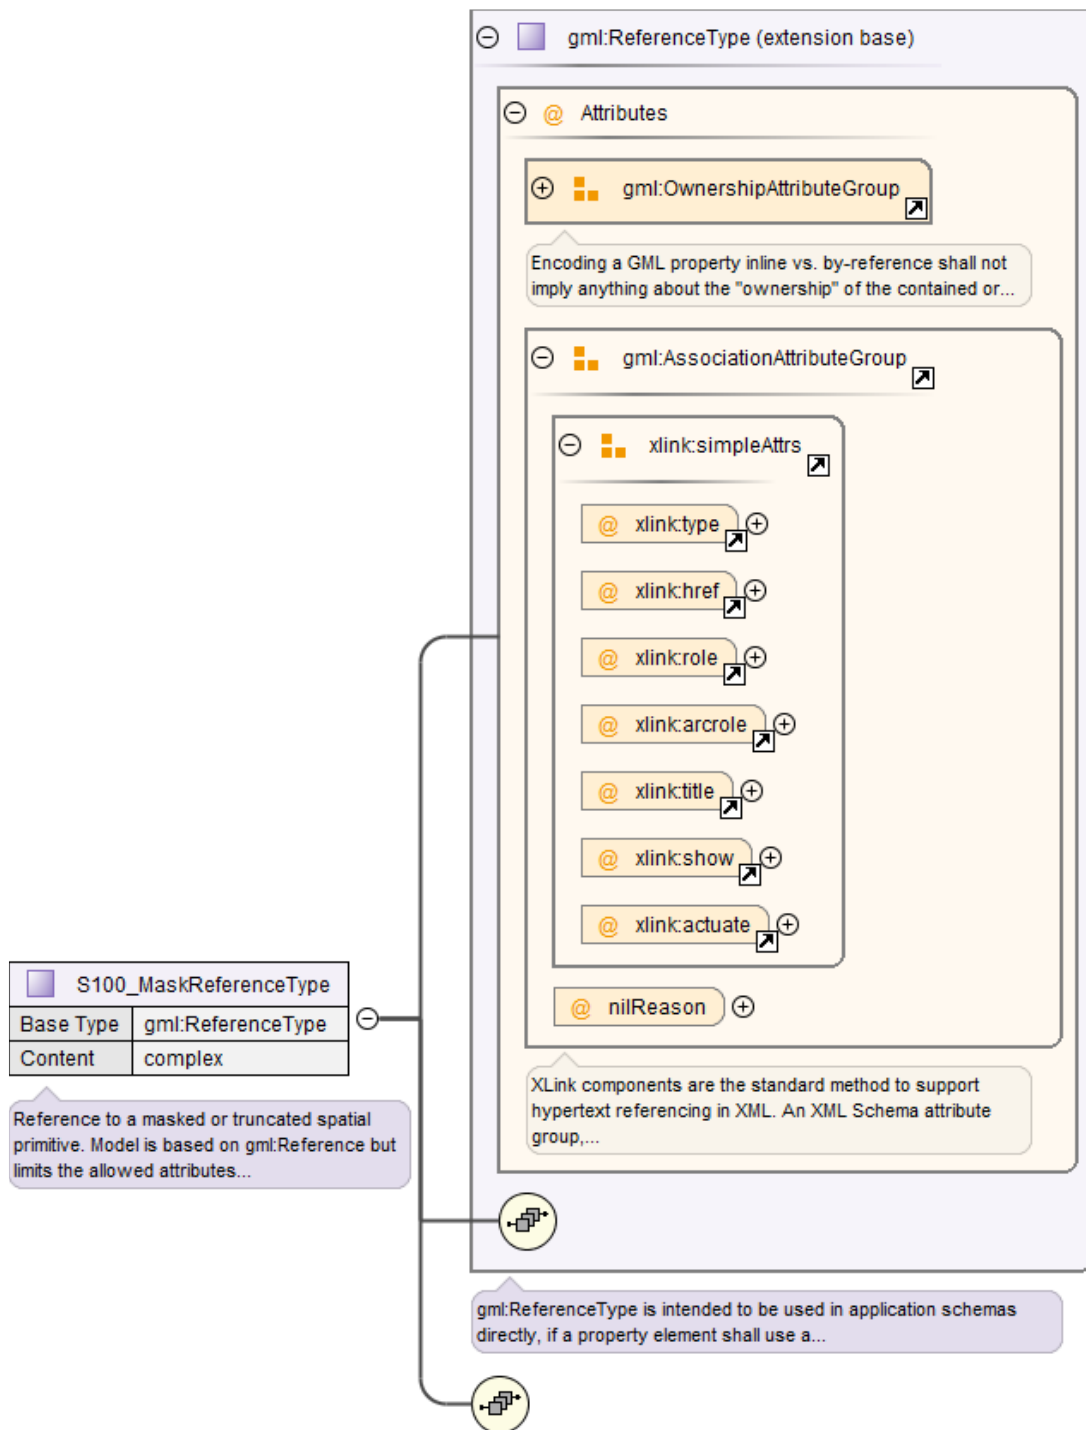 gml:ReferenceType (extension base)
@ Attributes
gml:OwnershipAttributeGroup
Encoding a GML property inline vs. by-reference shall not
imply anything about the "ownership" of the contained or...
gml:AssociationAttributeGroup
xlink:simpleAttrs
@ xlink:type
@ xlink:href
@ xlink:role
@ xlink:arcrole
@ xlink:title
@ xlink:show
@ xlink:actuate
@ nilReason
XLink components are the standard method to support
hypertext referencing in XML. An XML Schema attribute
group,...
S100_MaskReferenceType
Base Type gml:ReferenceType
Content complex
Reference to a masked or truncated spatial
primitive. Model is based on gml:Reference but
limits the allowed attributes...
gml:ReferenceType is intended to be used in application schemas
directly, if a property element shall use a...